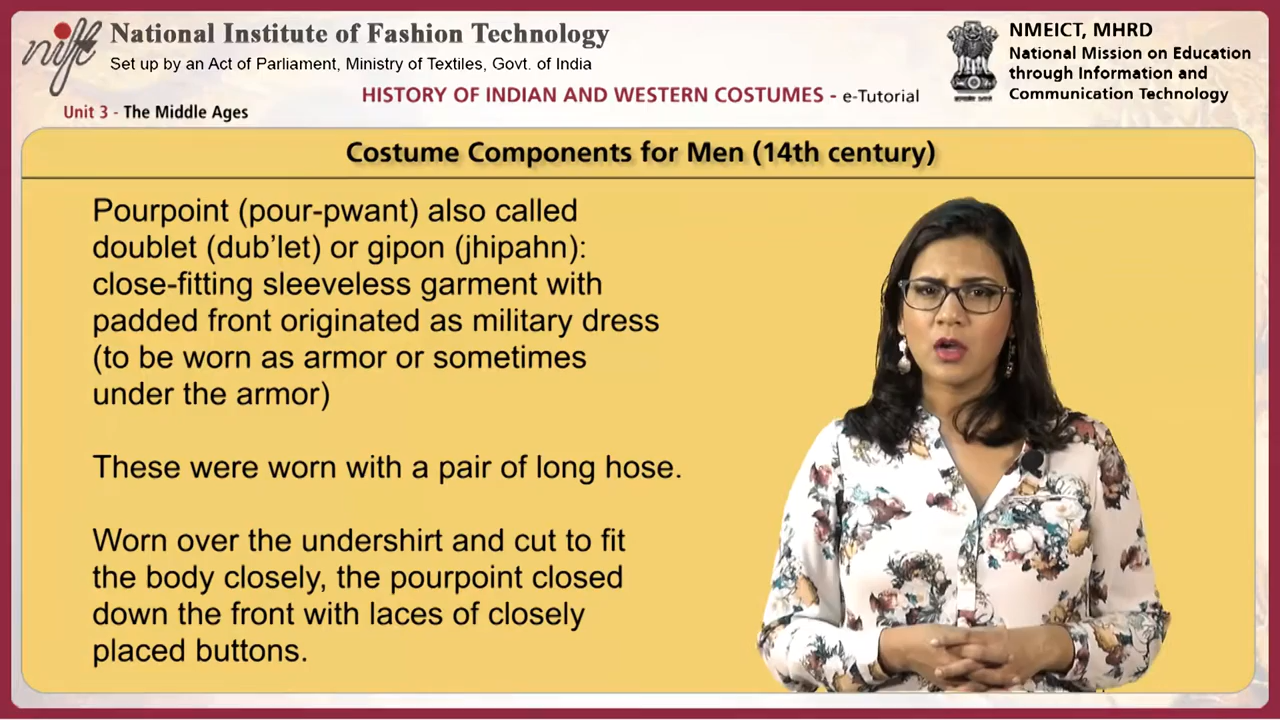 nift
National Institute of Fashion Technology
Set up by an Act of Parliament, Ministry of Textiles, Govt. of India
NMEICT, MHRD
National Mission on Education
through Information and
Communication Technology
HISTORY OF INDIAN AND WESTERN COSTUMES - e-Tutorial
Unit 3 - The Middle Ages
Costume Components for Men (14th century)
Pourpoint (pour-pwant) also called
doublet (dub’let) or gipon (jhipahn):
close-fitting sleeveless garment with
padded front originated as military dress
(to be worn as armor or sometimes
under the armor)
These were worn with a pair of long hose.
Worn over the undershirt and cut to fit
the body closely, the pourpoint closed
down the front with laces of closely
placed buttons.